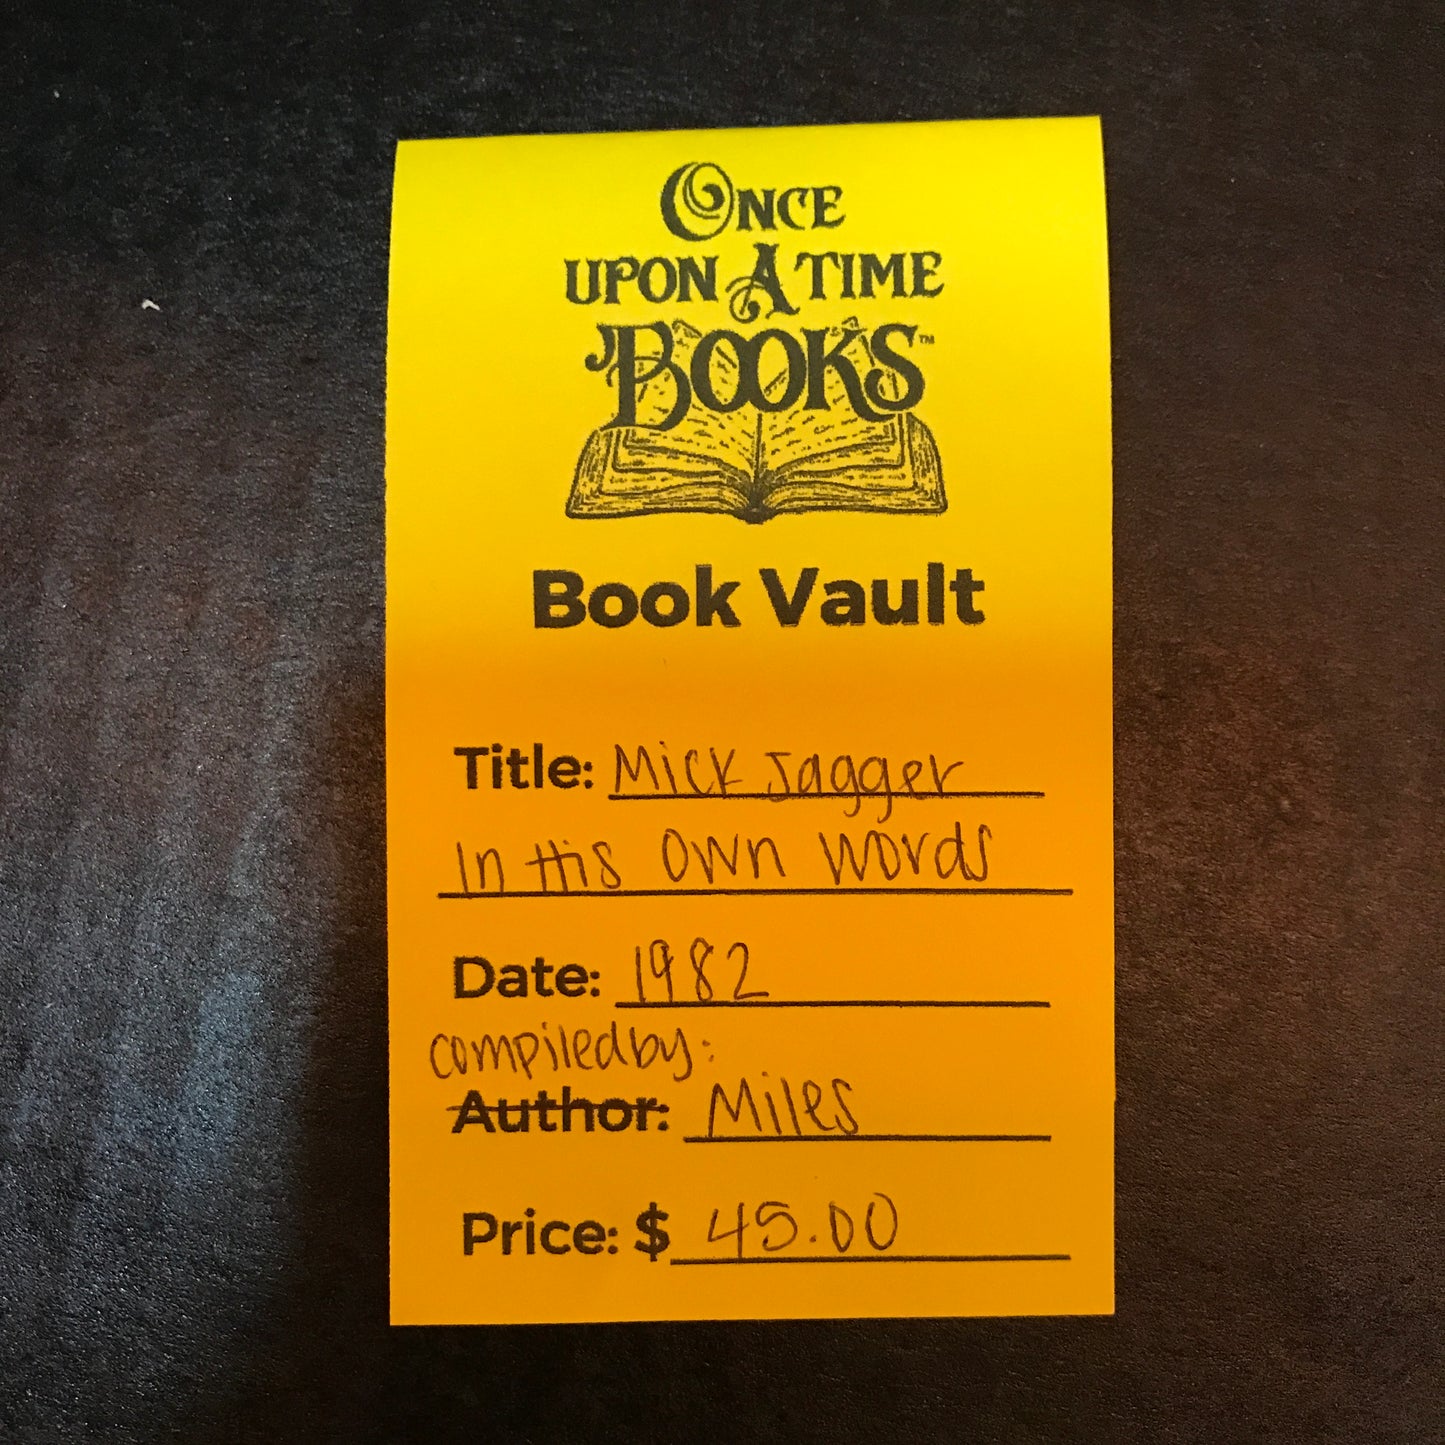 ONCE
UPON A TIME
BOOKS™
Book Vault
Title: Mick Jagger
In His Own Words
Date: 1982
compiled by:
Author: Miles
Price: $ 45.00